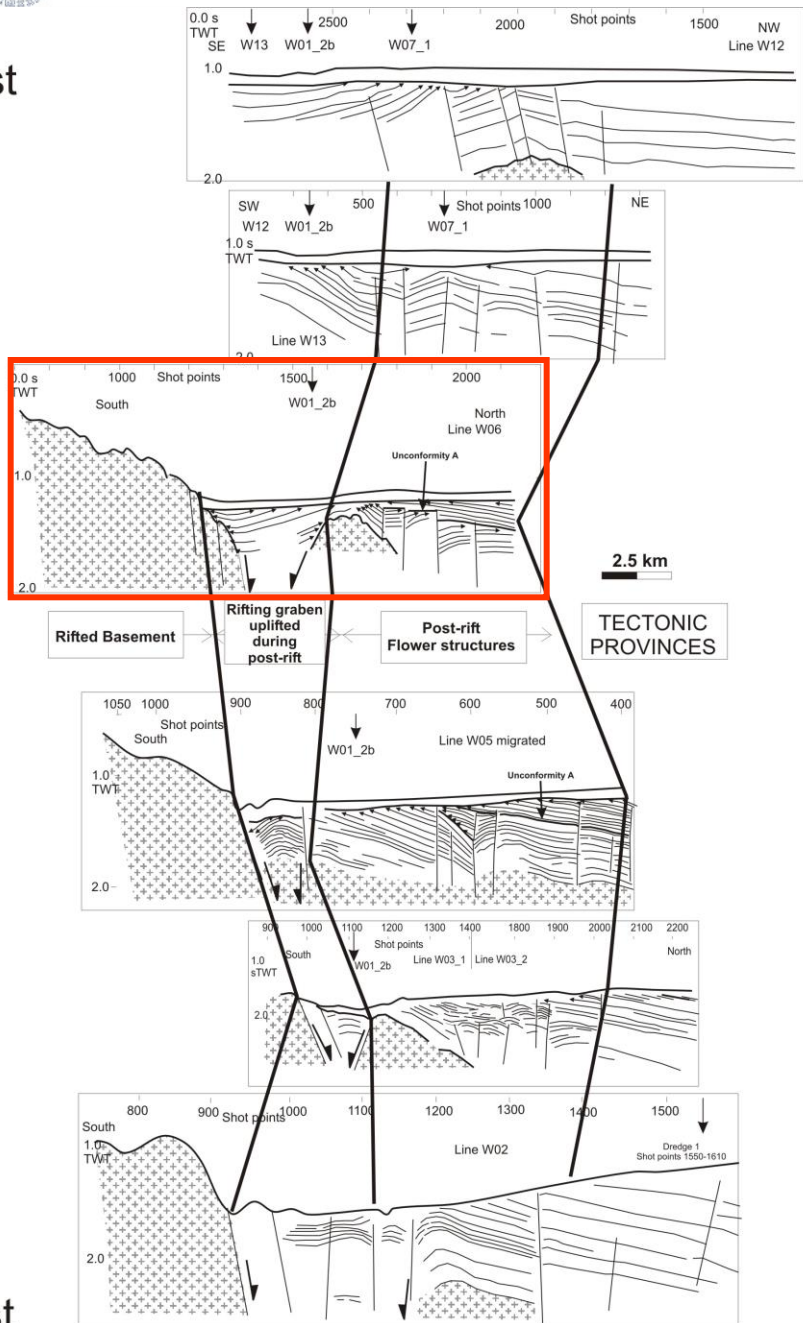 st
0.0 s 2500 2000 Shot points 1500
TWT
SE W13 W01_2b W07_1 NW
Line W12
1.0
2.0
SW 500 Shot points 1000 NE
W12 W01_2b W07_1
1.0 s
TWT
Line W13
2.0
0.0 s 1000 Shot points 1500 2000
TWT
South W01_2b North
Line W06
Unconformity A
1.0
2.0
2.5 km
Rifted Basement
Rifting graben
uplifted
during
post-rift
Post-rift
Flower structures
TECTONIC
PROVINCES
1050 1000 900 800 700 600 500 400
Shot points
South
W01_2b
Line W05 migrated
1.0
TWT
Unconformity A
2.0
900 1000 1100 1200 1300 1400 1900 1800 1900 2000 2100 2200
Shot points
South North
1.0
sTWT
W01_2b Line W03_1 Line W03_2
2.0
800 900 Shot points 1000 1100 1200 1300 1400 1500
South
1.0
TWT
Line W02
Dredge 1
Shot points 1550-1610
2.0
st